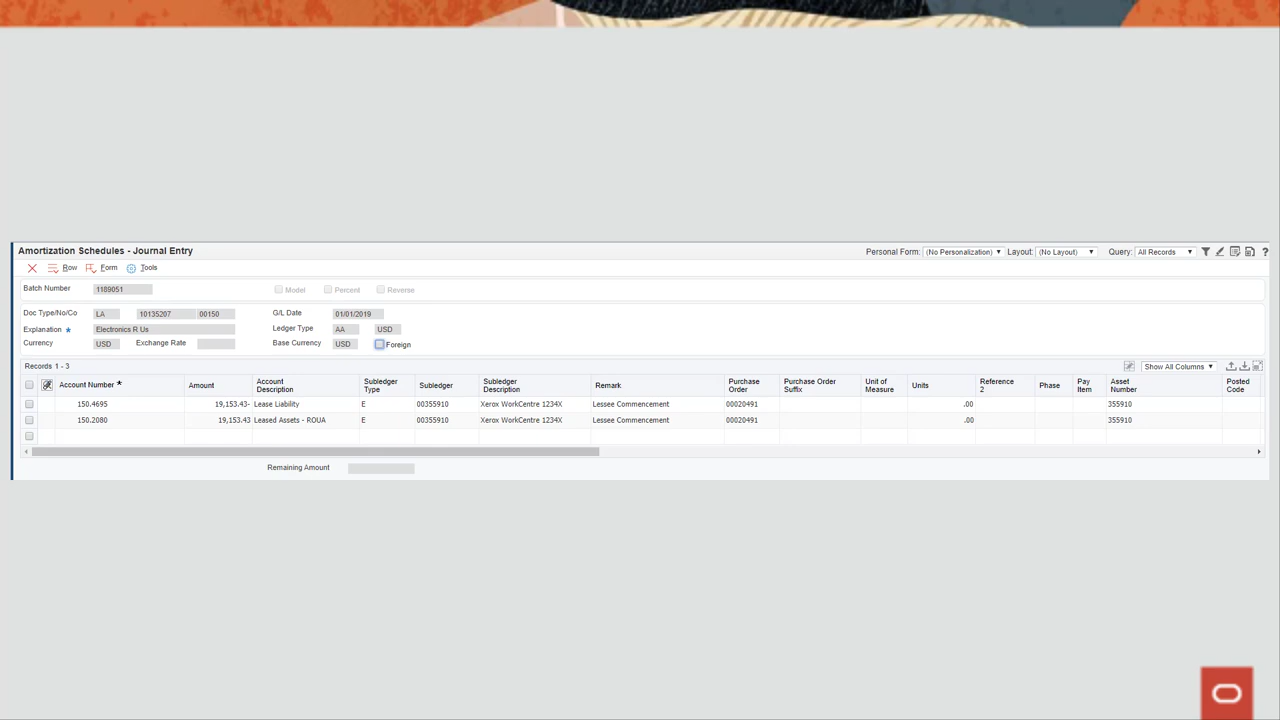 Amortization Schedules - Journal Entry
Personal Form: (No Personalization) Layout: (No Layout) Query: All Records
Row Form Tools
Batch Number 1189051 Model Percent Reverse
Doc Type/No/Co LA 10135207 00150 G/L Date 01/01/2019
Explanation * Electronics R Us Ledger Type AA USD
Currency USD Exchange Rate Base Currency USD Foreign
Records 1 - 3 Show All Columns
Account Number * Amount Account Description Subledger Type Subledger Subledger Description Remark Purchase Order Purchase Order Suffix Unit of Measure Units Reference 2 Phase Pay Item Asset Number Posted Code
150.4695 19,153.43- Lease Liability E 00355910 Xerox WorkCentre 1234X Lessee Commencement 00020491 .00 355910
150.2080 19,153.43 Leased Assets - ROUA E 00355910 Xerox WorkCentre 1234X Lessee Commencement 00020491 .00 355910
Remaining Amount